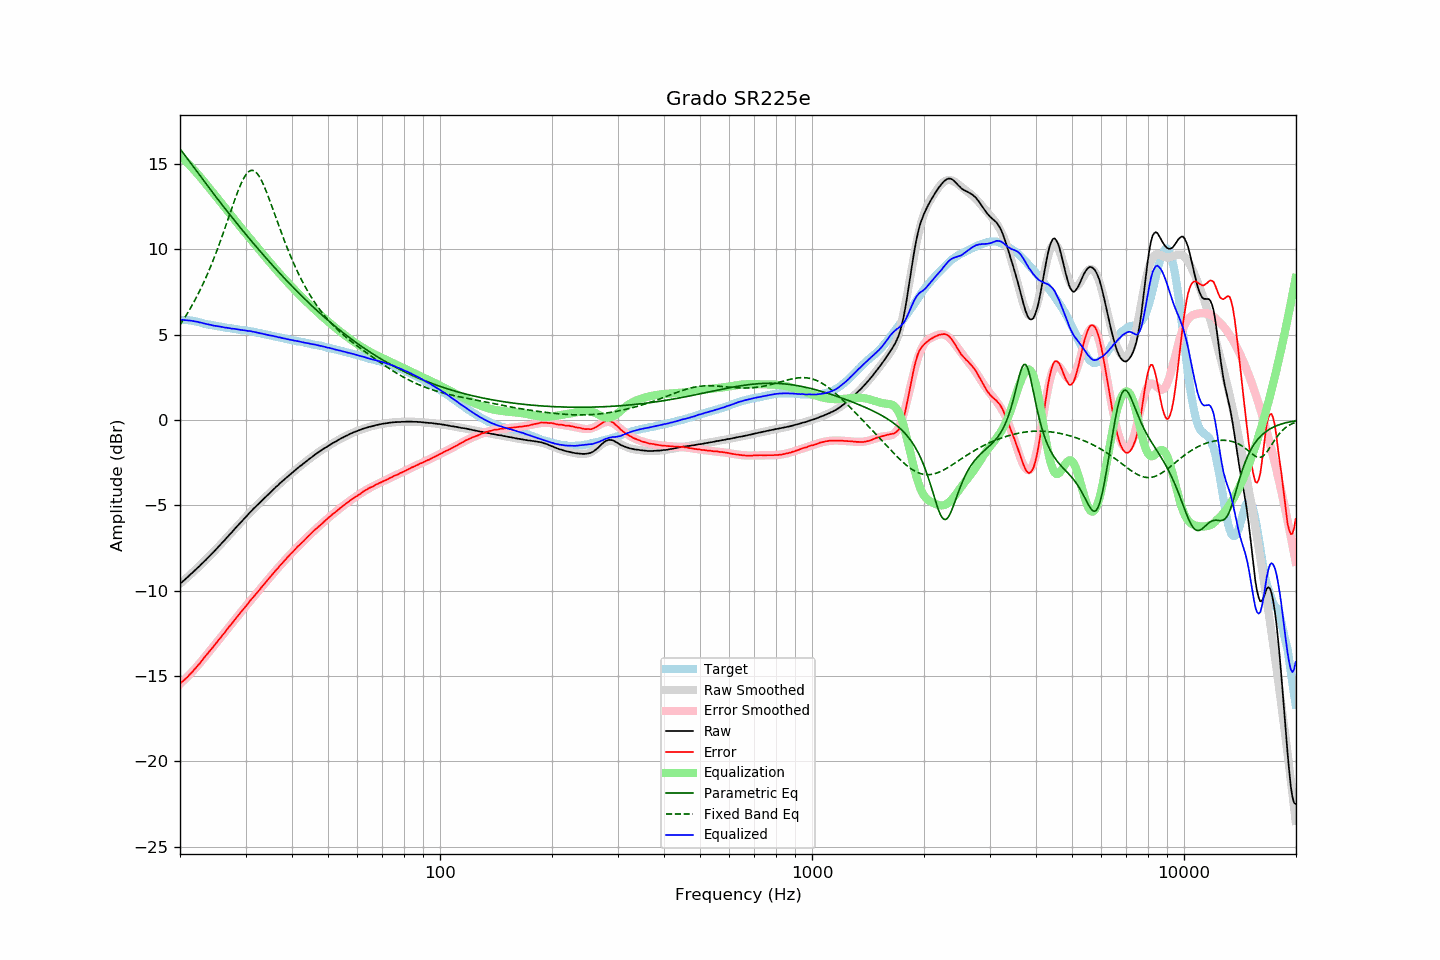 Grado SR225e
15
10
5
0
−5
−10
−15
−20
−25
Amplitude (dBr)
100
1000
10000
Frequency (Hz)
Target
Raw Smoothed
Error Smoothed
Raw
Error
Equalization
Parametric Eq
Fixed Band Eq
Equalized